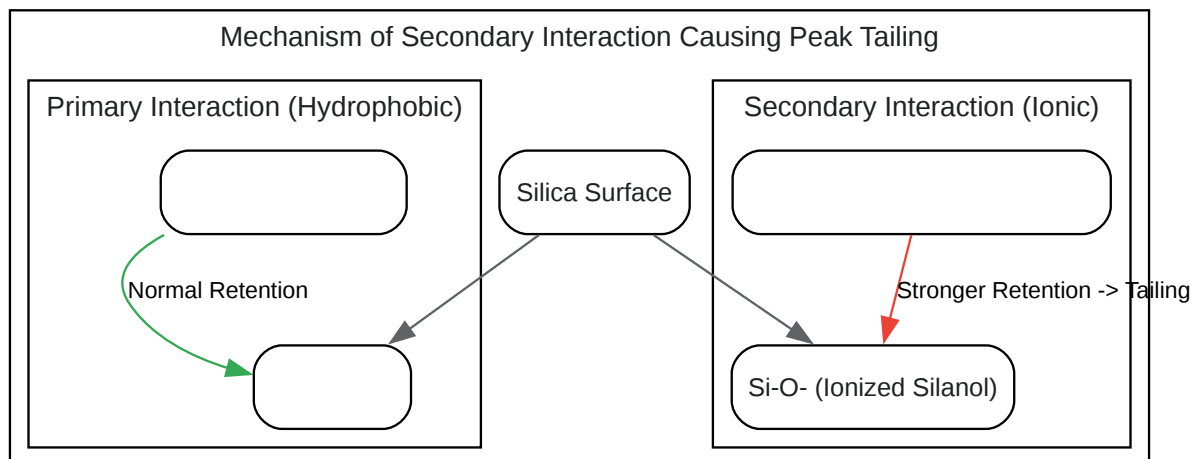 Mechanism of Secondary Interaction Causing Peak Tailing
Primary Interaction (Hydrophobic)
Secondary Interaction (Ionic)
Silica Surface
Normal Retention
Stronger Retention -> Tailing
Si-O- (Ionized Silanol)